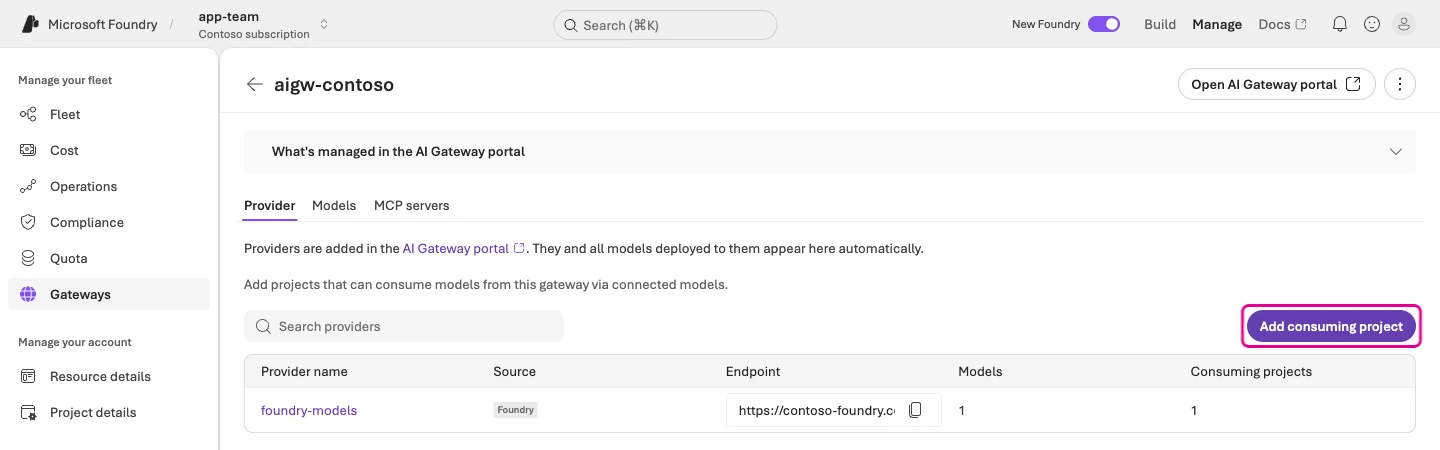 Microsoft Foundry / app-team
Contoso subscription
Search (⌘K)
New Foundry
Build
Manage
Docs
Manage your fleet
Fleet
Cost
Operations
Compliance
Quota
Gateways
Manage your account
Resource details
Project details
aigw-contoso
Open AI Gateway portal
What's managed in the AI Gateway portal
Provider Models MCP servers
Providers are added in the AI Gateway portal. They and all models deployed to them appear here automatically.
Add projects that can consume models from this gateway via connected models.
Search providers
Add consuming project
Provider name Source Endpoint Models Consuming projects
foundry-models Foundry https://contoso-foundry.c 1 1